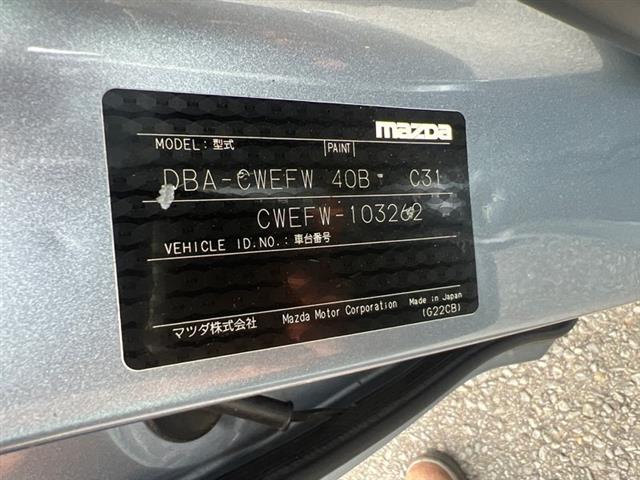 mazda
MODEL:型式 PAINT
DBA-CWEFW 40B- C31
CWEFW-103262
VEHICLE ID.NO.:車台番号
マツダ株式会社 Mazda Motor Corporation Made in Japan
(G22CB)